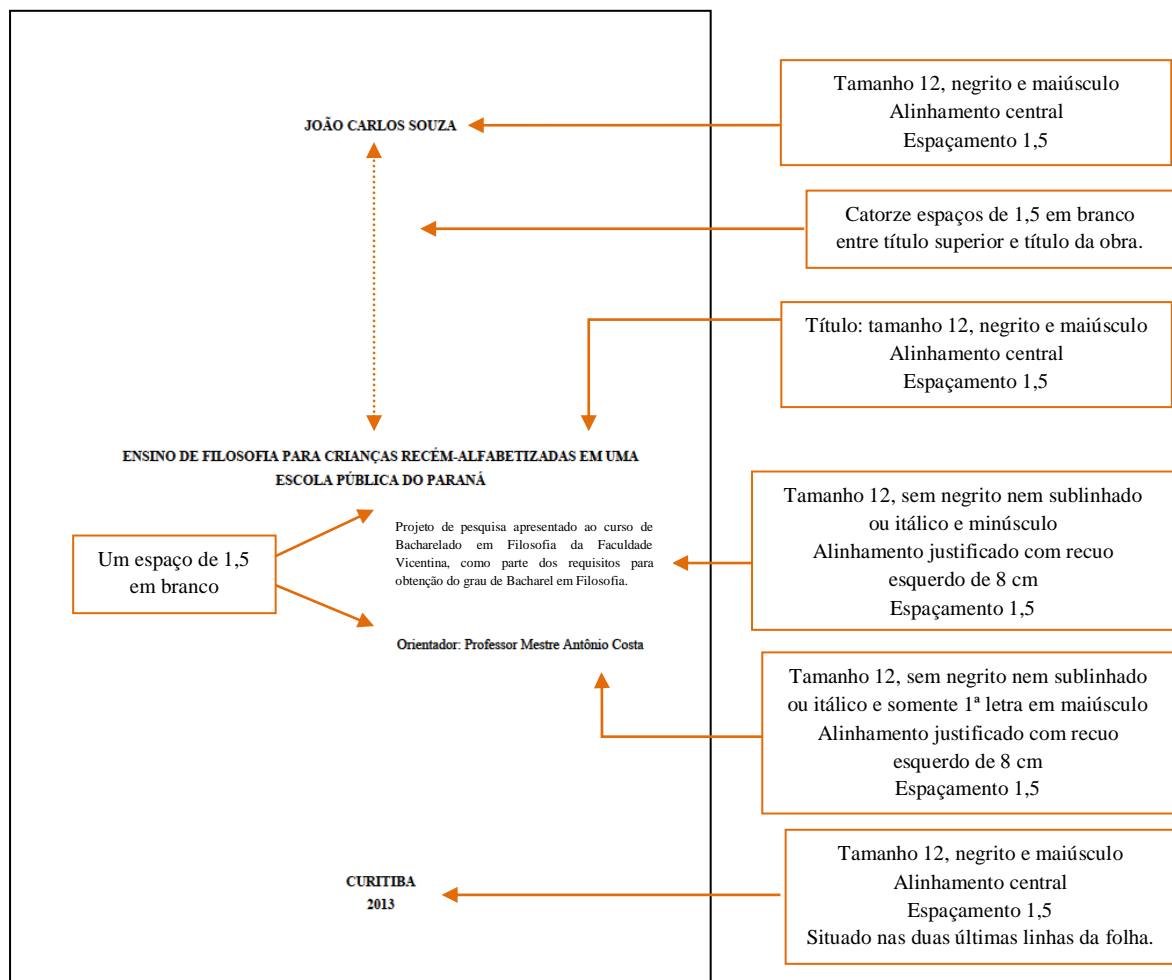 Tamanho 12, negrito e maiúsculo
Alinhamento central
Espaçamento 1,5
JOÃO CARLOS SOUZA
Catorze espaços de 1,5 em branco
entre título superior e título da obra.
Título: tamanho 12, negrito e maiúsculo
Alinhamento central
Espaçamento 1,5
ENSINO DE FILOSOFIA PARA CRIANÇAS RECÉM-ALFABETIZADAS EM UMA
ESCOLA PÚBLICA DO PARANÁ
Um espaço de 1,5
em branco
Projeto de pesquisa apresentado ao curso de
Bacharelado em Filosofia da Faculdade
Vicentina, como parte dos requisitos para
obtenção do grau de Bacharel em Filosofia.
Tamanho 12, sem negrito nem sublinhado
ou itálico e minúsculo
Alinhamento justificado com recuo
esquerdo de 8 cm
Espaçamento 1,5
Orientador: Professor Mestre Antônio Costa
Tamanho 12, sem negrito nem sublinhado
ou itálico e somente 1ª letra em maiúsculo
Alinhamento justificado com recuo
esquerdo de 8 cm
Espaçamento 1,5
CURITIBA
2013
Tamanho 12, negrito e maiúsculo
Alinhamento central
Espaçamento 1,5
Situado nas duas últimas linhas da folha.